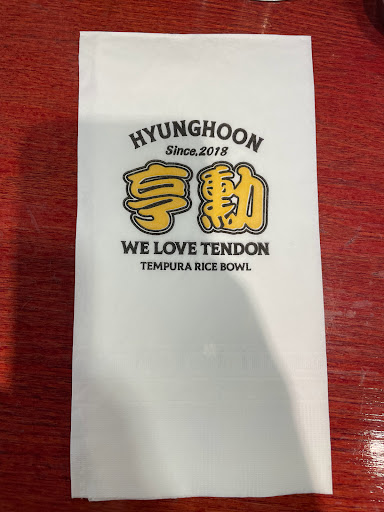 HYUNGHOON
Since.2018
亨勳
WE LOVE TENDON
TEMPURA RICE BOWL